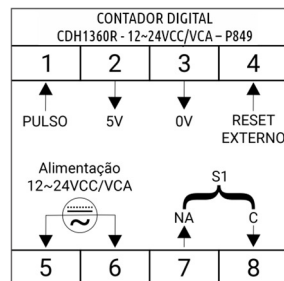 CONTADOR DIGITAL
CDH1360R - 12~24VCC/VCA – P849
1 2 3 4
PULSO 5V 0V RESET
EXTERNO
Alimentação
12~24VCC/VCA
S1
NA C
5 6 7 8